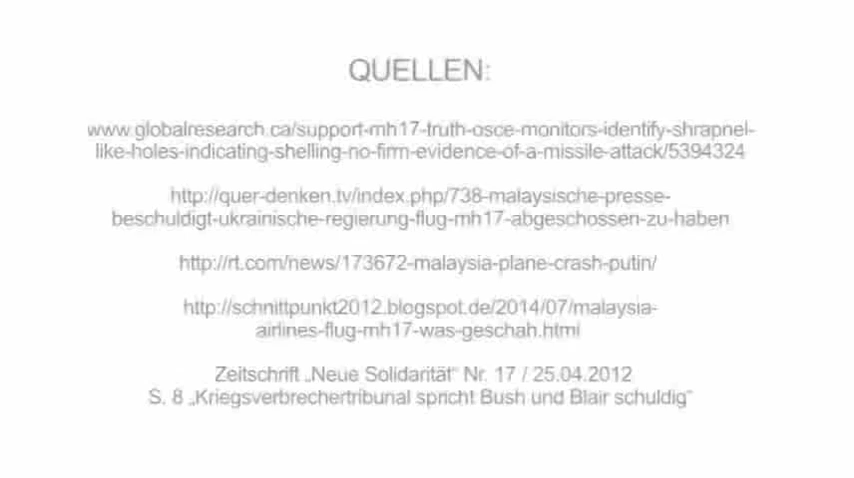 QUELLEN:
www.globalresearch.ca/support-mh17-truth-osce-monitors-identify-shrapnel-
like-holes-indicating-shelling-no-firm-evidence-of-a-missile-attack/5394324
http://quer-denken.tv/index.php/738-malaysische-presse-
beschuldigt-ukrainische-regierung-flug-mh17-abgeschossen-zu-haben
http://rt.com/news/173672-malaysia-plane-crash-putin/
http://schnittpunkt2012.blogspot.de/2014/07/malaysia-
airlines-flug-mh17-was-geschah.html
Zeitschrift „Neue Solidarität“ Nr. 17 / 25.04.2012
S. 8 „Kriegsverbrechertribunal spricht Bush und Blair schuldig“